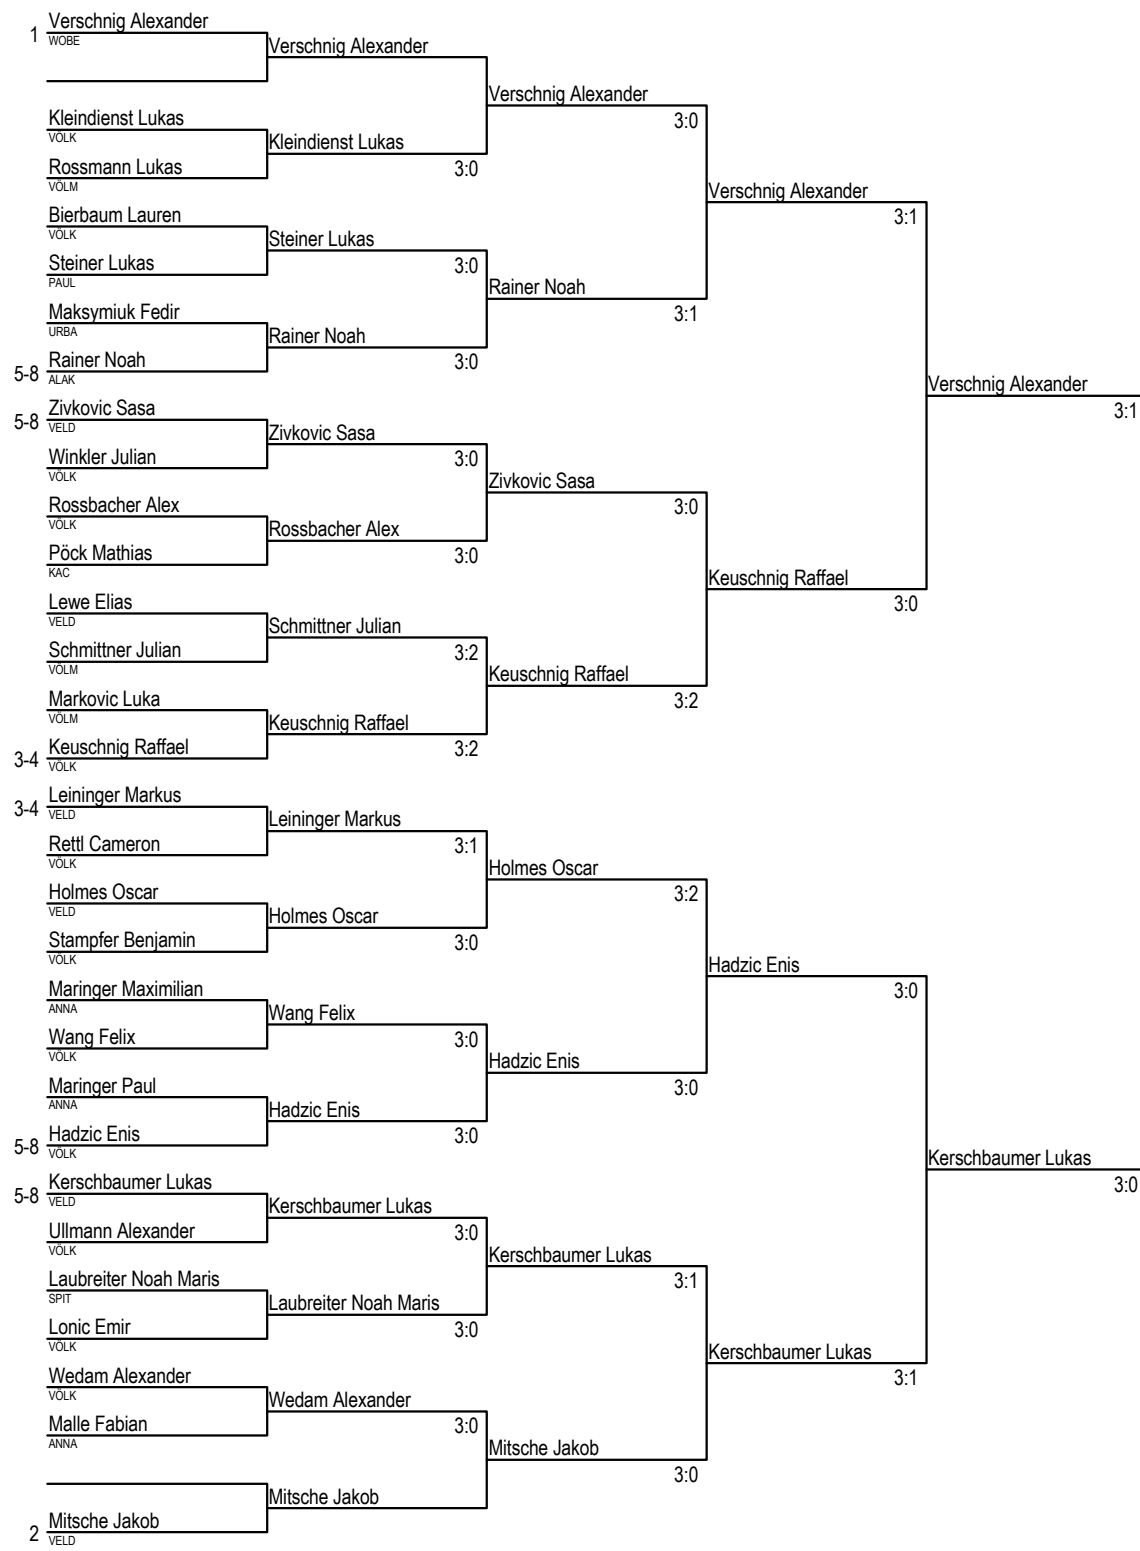 Verschnig Alexander
1
WOBE
Verschnig Alexander
Verschnig Alexander
3:0
Kleindienst Lukas
VÖLK
Kleindienst Lukas
3:0
Rossmann Lukas
VÖLM
Verschnig Alexander
3:1
Bierbaum Lauren
VÖLK
Steiner Lukas
3:0
Steiner Lukas
PAUL
Rainer Noah
3:1
Maksymiuk Fedir
URBA
Rainer Noah
3:0
Rainer Noah
5-8
ALAK
Verschnig Alexander
3:1
Zivkovic Sasa
5-8
VELD
Zivkovic Sasa
3:0
Winkler Julian
VÖLK
Zivkovic Sasa
3:0
Rossbacher Alex
VÖLK
Rossbacher Alex
3:0
Pöck Mathias
KAC
Keuschnig Raffael
3:0
Lewe Elias
VELD
Schmittner Julian
3:2
Schmittner Julian
VÖLM
Keuschnig Raffael
3:2
Markovic Luka
VÖLM
Keuschnig Raffael
3:2
Keuschnig Raffael
3-4
VÖLK
Leininger Markus
3-4
VELD
Leininger Markus
3:1
Rettl Cameron
VÖLK
Holmes Oscar
3:2
Holmes Oscar
VELD
Holmes Oscar
3:0
Stampfer Benjamin
VÖLK
Hadzic Enis
3:0
Maringer Maximilian
ANNA
Wang Felix
3:0
Wang Felix
VÖLK
Hadzic Enis
3:0
Maringer Paul
ANNA
Hadzic Enis
3:0
Hadzic Enis
5-8
VÖLK
Kerschbaumer Lukas
3:0
Kerschbaumer Lukas
5-8
VELD
Kerschbaumer Lukas
3:0
Ullmann Alexander
VÖLK
Kerschbaumer Lukas
3:1
Laubreiter Noah Maris
SPIT
Laubreiter Noah Maris
3:0
Lonic Emir
VÖLK
Kerschbaumer Lukas
3:1
Wedam Alexander
VÖLK
Wedam Alexander
3:0
Malle Fabian
ANNA
Mitsche Jakob
3:0
Mitsche Jakob
Mitsche Jakob
2
VELD